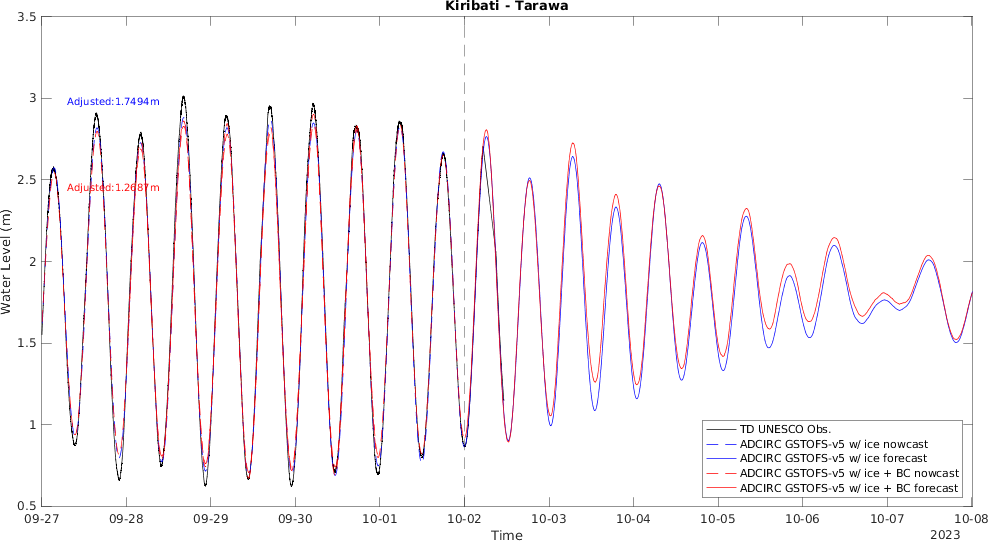 Kiribati - Tarawa
3.5
3
2.5
2
1.5
1
0.5
Water Level (m)
Adjusted:1.7494m
Adjusted:1.2687m
TD UNESCO Obs.
ADCIRC GSTOFS-v5 w/ ice nowcast
ADCIRC GSTOFS-v5 w/ ice forecast
ADCIRC GSTOFS-v5 w/ ice + BC nowcast
ADCIRC GSTOFS-v5 w/ ice + BC forecast
09-27 09-28 09-29 09-30 10-01 10-02 10-03 10-04 10-05 10-06 10-07 10-08
Time
2023